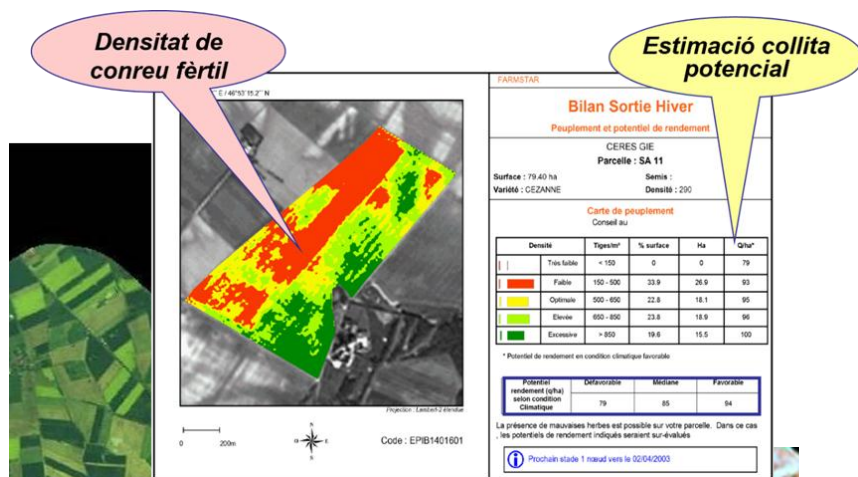 Densitat de
conreu fèrtil
Estimació collita
potencial
E / 46°53'15.2'' N
FARMSTAR
Bilan Sortie Hiver
Peuplement et potentiel de rendement
CERES GIE
Parcelle : SA 11
Surface : 79.40 ha
Semis :
Variété : CEZANNE
Densité : 290
Carte de peuplement
Conseil au
Densité Tiges/m² % surface Ha Q/ha*
Très faible < 150 0 0 79
Faible 150 - 500 33.9 26.9 93
Optimale 500 - 650 22.8 18.1 95
Elevée 650 - 850 23.8 18.9 96
Excessive > 850 19.6 15.5 100
* Potentiel de rendement en condition climatique favorable
Potentiel
rendement (q/ha)
selon condition
Climatique
Défavorable Médiane Favorable
79 85 94
La présence de mauvaises herbes est possible sur votre parcelle. Dans ce cas
, les potentiels de rendement indiqués seraient sur-évalués
Prochain stade 1 nœud vers le 02/04/2003
Projection : Lambert-2 étendue
0 200m
N
O E
S
Code : EPIB1401601